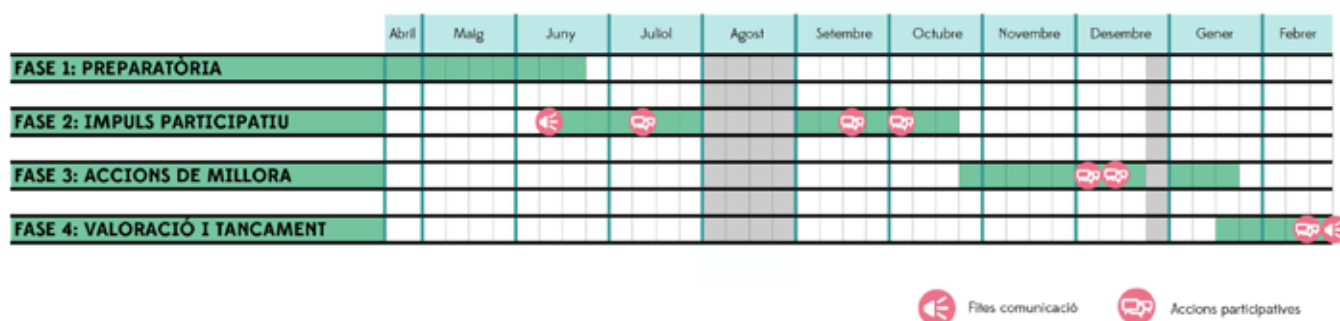 Abril Maig Juny Juliol Agost Setembre Octubre Novembre Desembre Gener Febrer
FASE 1: PREPARATÒRIA
FASE 2: IMPULS PARTICIPATIU
FASE 3: ACCIONS DE MILLORA
FASE 4: VALORACIÓ I TANCAMENT
Fites comunicació Accions participatives